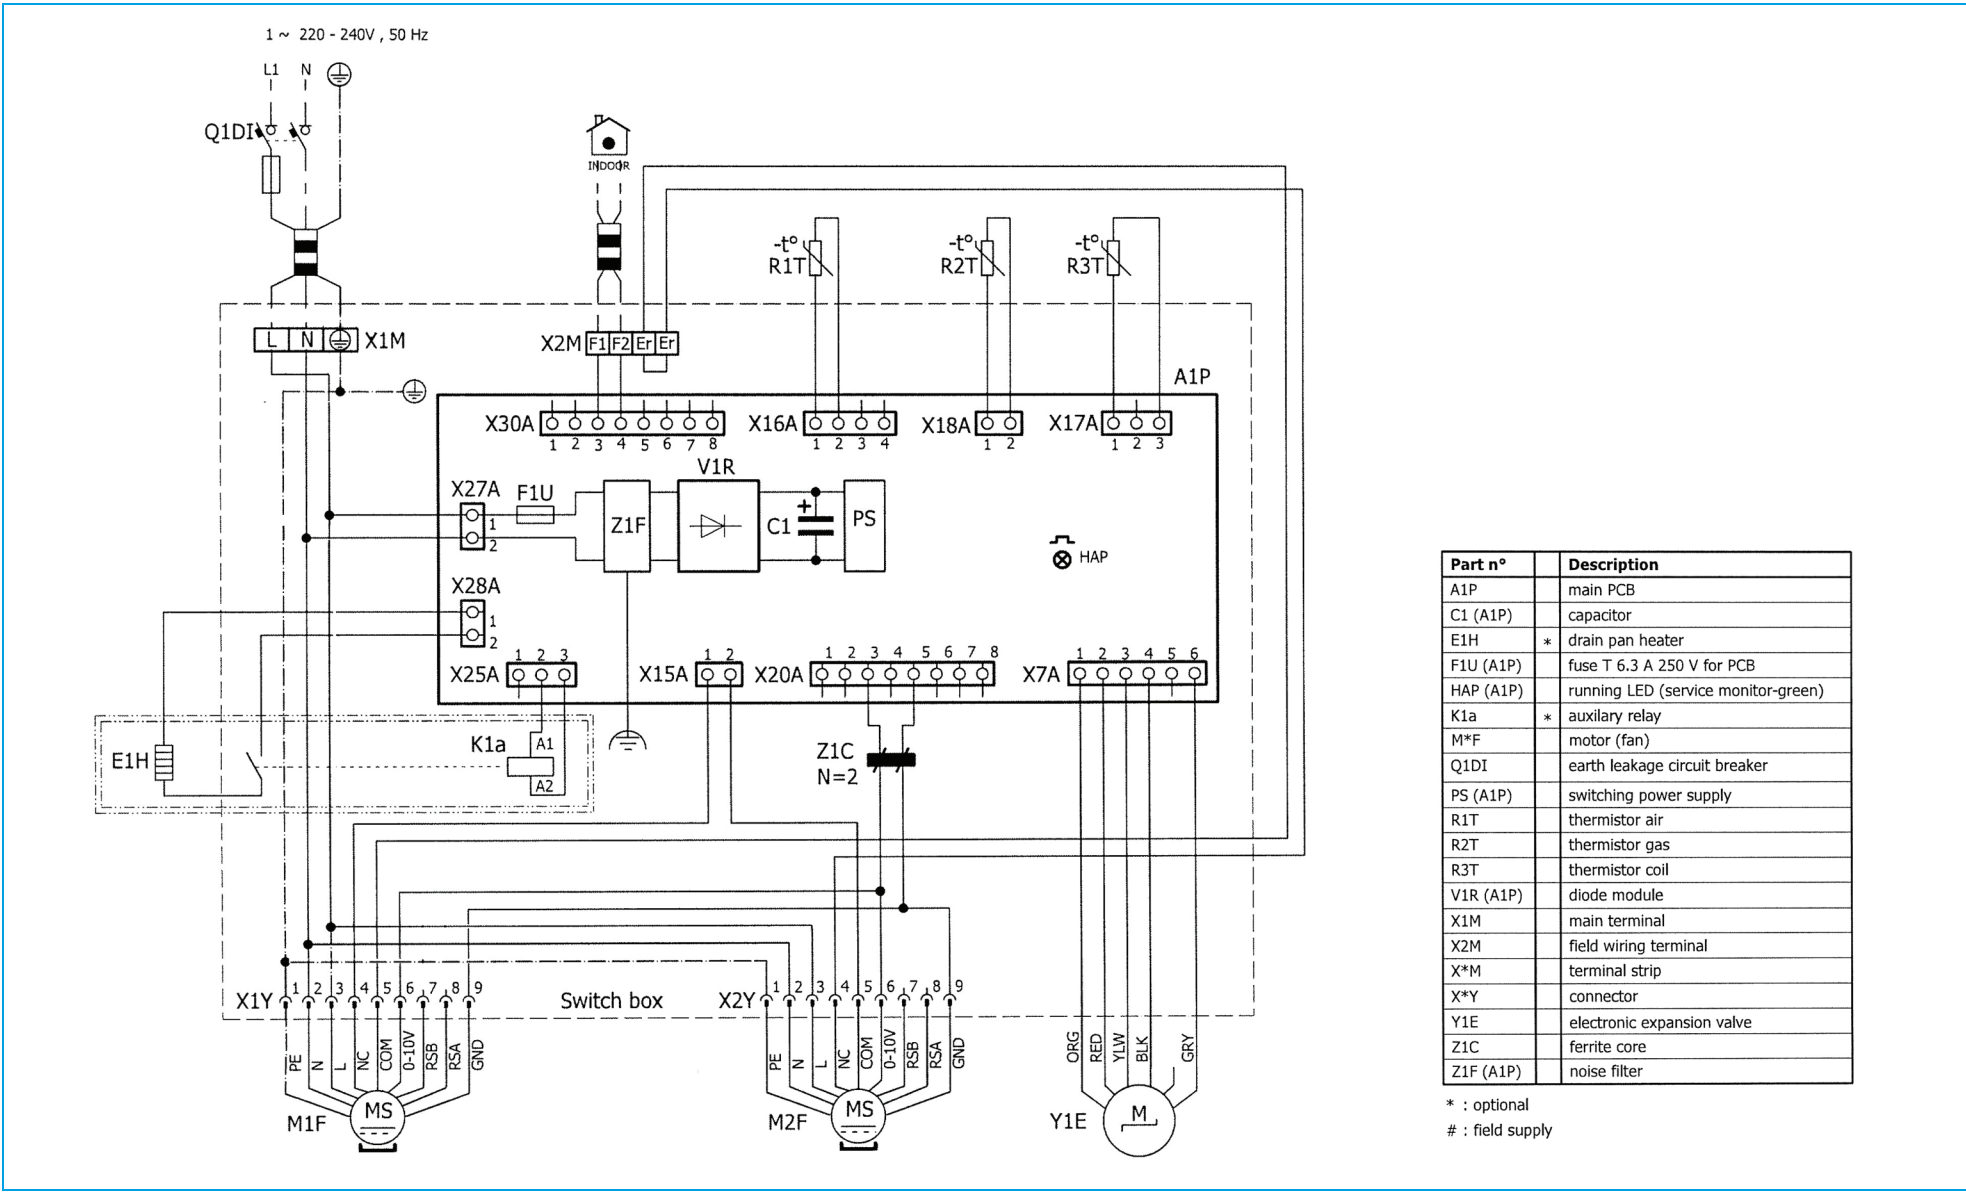 1 ~ 220 - 240V , 50 Hz
L1 N
Q1DI
INDOOR
-t° -t° -t°
R1T R2T R3T
L N X1M
X2M F1 F2 Er Er
A1P
X30A X16A X18A X17A
1 2 3 4 5 6 7 8 1 2 3 4 1 2 1 2 3
V1R
X27A F1U
1
2
Z1F
+
C1
PS
HAP
X28A
1
2
1 2 3 1 2 1 2 3 4 5 6 7 8 1 2 3 4 5 6
X25A X15A X20A X7A
K1a A1
A2
E1H
Z1C
N=2
X1Y 1 2 3 4 5 6 7 8 9
Switch box
X2Y 1 2 3 4 5 6 7 8 9
PE N L NC COM 0-10V RSB RSA GND
PE N L NC COM 0-10V RSB RSA GND
ORG RED YLW BLK GRY
M1F MS
M2F MS
Y1E M
Part n° Description
A1P main PCB
C1 (A1P) capacitor
E1H * drain pan heater
F1U (A1P) fuse T 6.3 A 250 V for PCB
HAP (A1P) running LED (service monitor-green)
K1a * auxilary relay
M*F motor (fan)
Q1DI earth leakage circuit breaker
PS (A1P) switching power supply
R1T thermistor air
R2T thermistor gas
R3T thermistor coil
V1R (A1P) diode module
X1M main terminal
X2M field wiring terminal
X*M terminal strip
X*Y connector
Y1E electronic expansion valve
Z1C ferrite core
Z1F (A1P) noise filter
* : optional
# : field supply